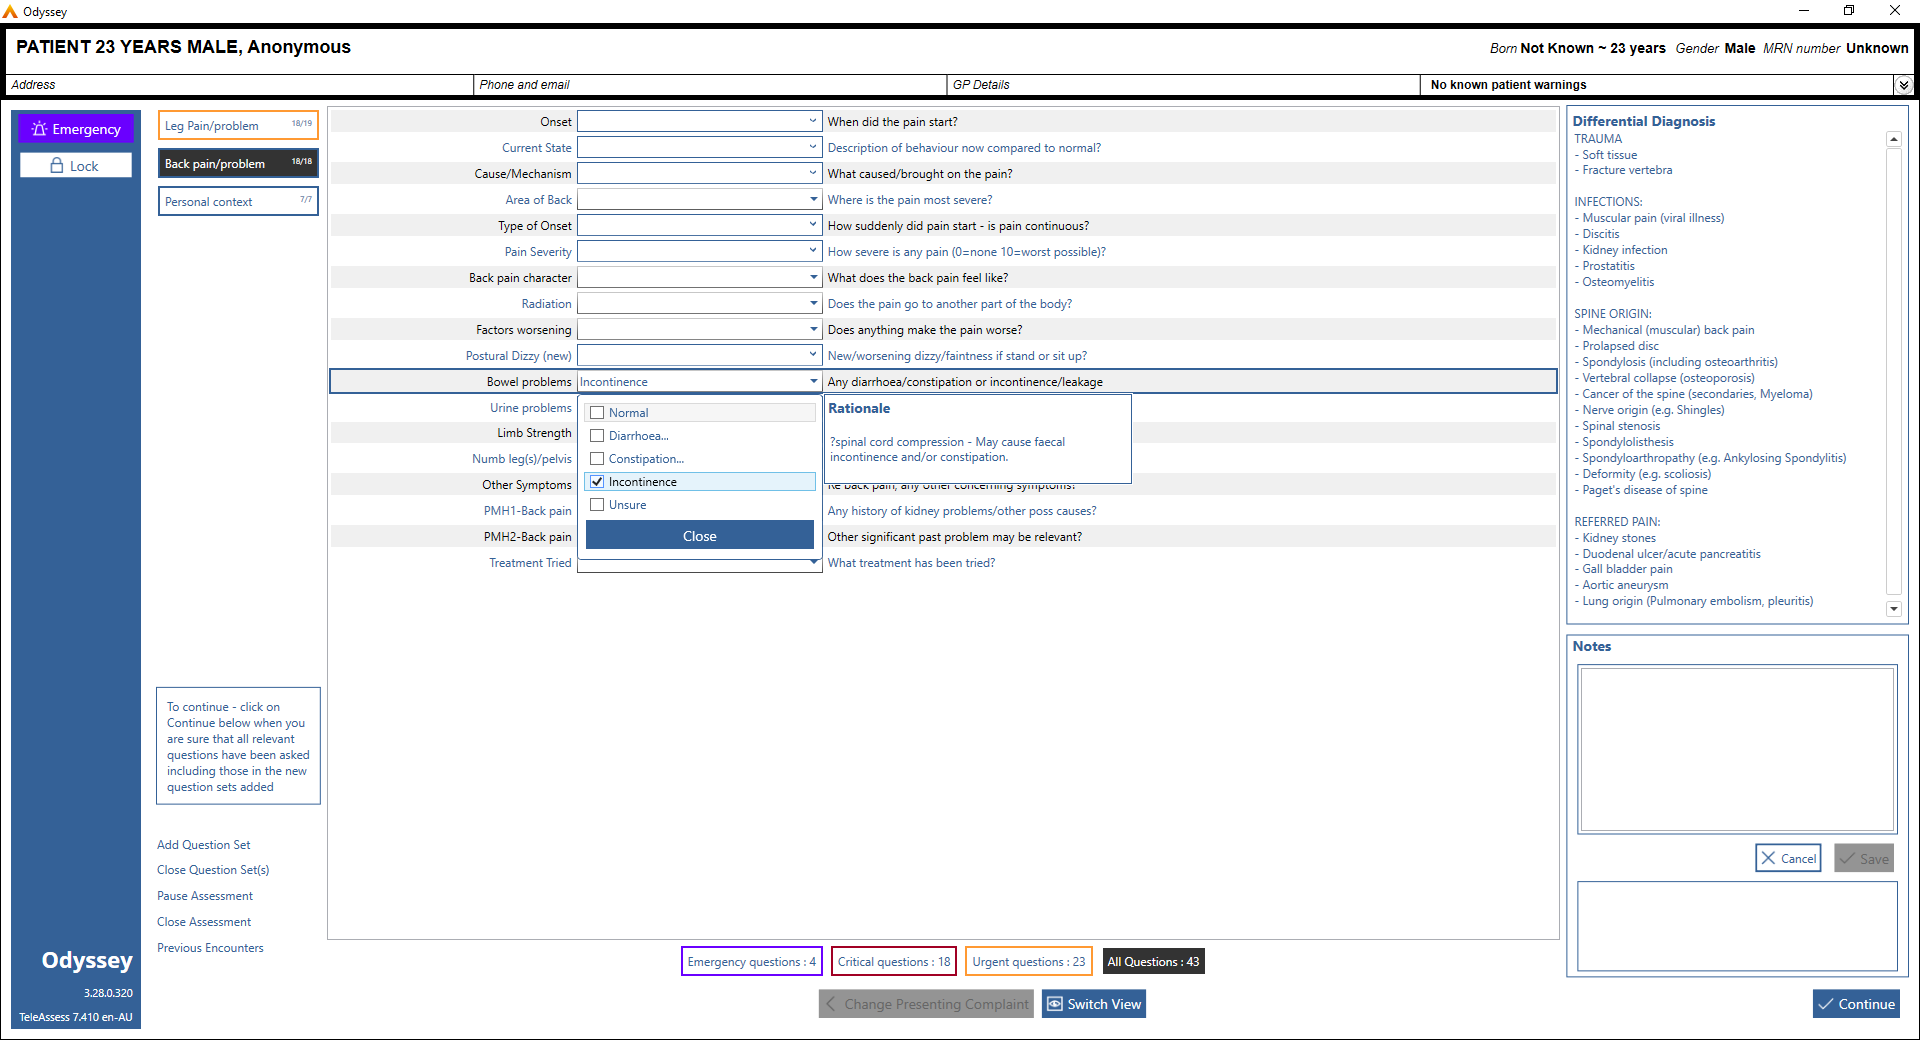 Odyssey
PATIENT 23 YEARS MALE, Anonymous
Born Not Known ~ 23 years Gender Male MRN number Unknown
Address
Phone and email
GP Details
No known patient warnings
Emergency
Lock
Leg Pain/problem 18/19
Back pain/problem 18/18
Personal context 7/7
Onset When did the pain start?
Current State Description of behaviour now compared to normal?
Cause/Mechanism What caused/brought on the pain?
Area of Back Where is the pain most severe?
Type of Onset How suddenly did pain start - is pain continuous?
Pain Severity How severe is any pain (0=none 10=worst possible)?
Back pain character What does the back pain feel like?
Radiation Does the pain go to another part of the body?
Factors worsening Does anything make the pain worse?
Postural Dizzy (new) New/worsening dizzy/faintness if stand or sit up?
Bowel problems Incontinence Any diarrhoea/constipation or incontinence/leakage
Urine problems
Limb Strength
Numb leg(s)/pelvis
Other Symptoms Re back pain, any other concerning symptoms?
PMH1-Back pain Any history of kidney problems/other poss causes?
PMH2-Back pain Other significant past problem may be relevant?
Treatment Tried What treatment has been tried?
Normal
Diarrhoea...
Constipation...
Incontinence
Unsure
Close
Rationale
?spinal cord compression - May cause faecal
incontinence and/or constipation.
Differential Diagnosis
TRAUMA
- Soft tissue
- Fracture vertebra
INFECTIONS:
- Muscular pain (viral illness)
- Discitis
- Kidney infection
- Prostatitis
- Osteomyelitis
SPINE ORIGIN:
- Mechanical (muscular) back pain
- Prolapsed disc
- Spondylosis (including osteoarthritis)
- Vertebral collapse (osteoporosis)
- Cancer of the spine (secondaries, Myeloma)
- Nerve origin (e.g. Shingles)
- Spinal stenosis
- Spondylolisthesis
- Spondyloarthropathy (e.g. Ankylosing Spondylitis)
- Deformity (e.g. scoliosis)
- Paget's disease of spine
REFERRED PAIN:
- Kidney stones
- Duodenal ulcer/acute pancreatitis
- Gall bladder pain
- Aortic aneurysm
- Lung origin (Pulmonary embolism, pleuritis)
Notes
Cancel
Save
To continue - click on
Continue below when you
are sure that all relevant
questions have been asked
including those in the new
question sets added
Add Question Set
Close Question Set(s)
Pause Assessment
Close Assessment
Previous Encounters
Odyssey
3.28.0.320
TeleAssess 7.410 en-AU
Emergency questions : 4
Critical questions : 18
Urgent questions : 23
All Questions : 43
Change Presenting Complaint
Switch View
Continue